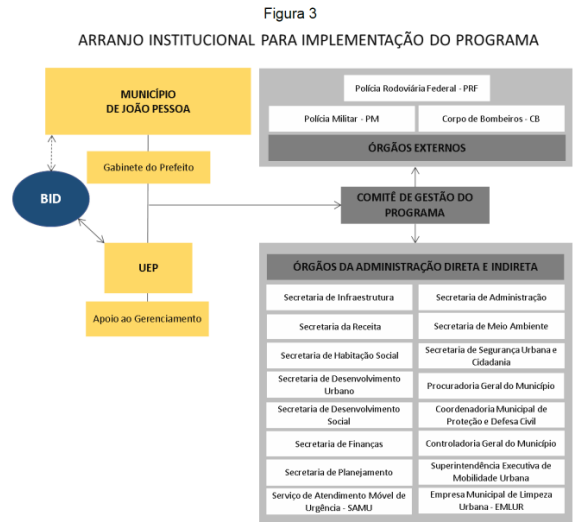 Figura 3
ARRANJO INSTITUCIONAL PARA IMPLEMENTAÇÃO DO PROGRAMA
MUNICÍPIO
DE JOÃO PESSOA
Gabinete do Prefeito
BID
UEP
Apoio ao Gerenciamento
Polícia Rodoviária Federal - PRF
Polícia Militar - PM
Corpo de Bombeiros - CB
ÓRGÃOS EXTERNOS
COMITÊ DE GESTÃO DO
PROGRAMA
ÓRGÃOS DA ADMINISTRAÇÃO DIRETA E INDIRETA
Secretaria de Infraestrutura
Secretaria de Administração
Secretaria da Receita
Secretaria de Meio Ambiente
Secretaria de Habitação Social
Secretaria de Segurança Urbana e
Cidadania
Secretaria de Desenvolvimento
Urbano
Procuradoria Geral do Município
Secretaria de Desenvolvimento
Social
Coordenadoria Municipal de
Proteção e Defesa Civil
Secretaria de Finanças
Controladoria Geral do Município
Secretaria de Planejamento
Superintendência Executiva de
Mobilidade Urbana
Serviço de Atendimento Móvel de
Urgência - SAMU
Empresa Municipal de Limpeza
Urbana - EMLUR